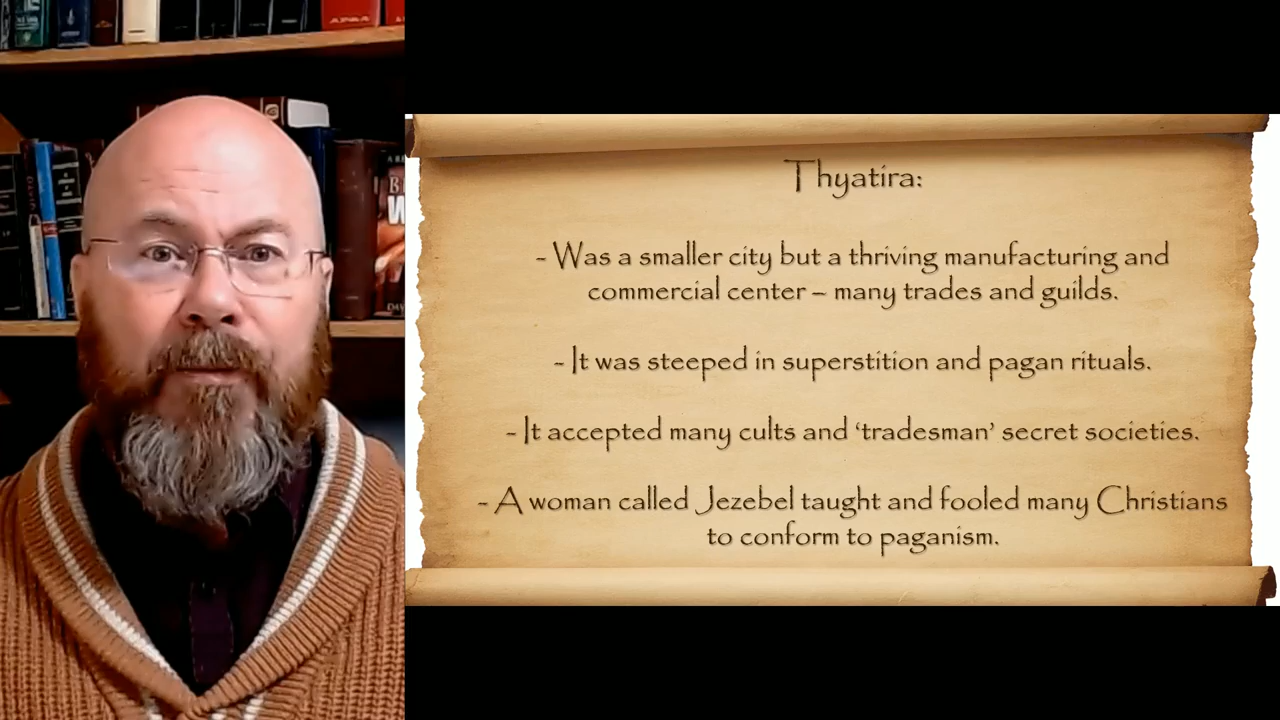 Thyatira:
- Was a smaller city but a thriving manufacturing and
commercial center – many trades and guilds.
- It was steeped in superstition and pagan rituals.
- It accepted many cults and ‘tradesman’ secret societies.
- A woman called Jezebel taught and fooled many Christians
to conform to paganism.